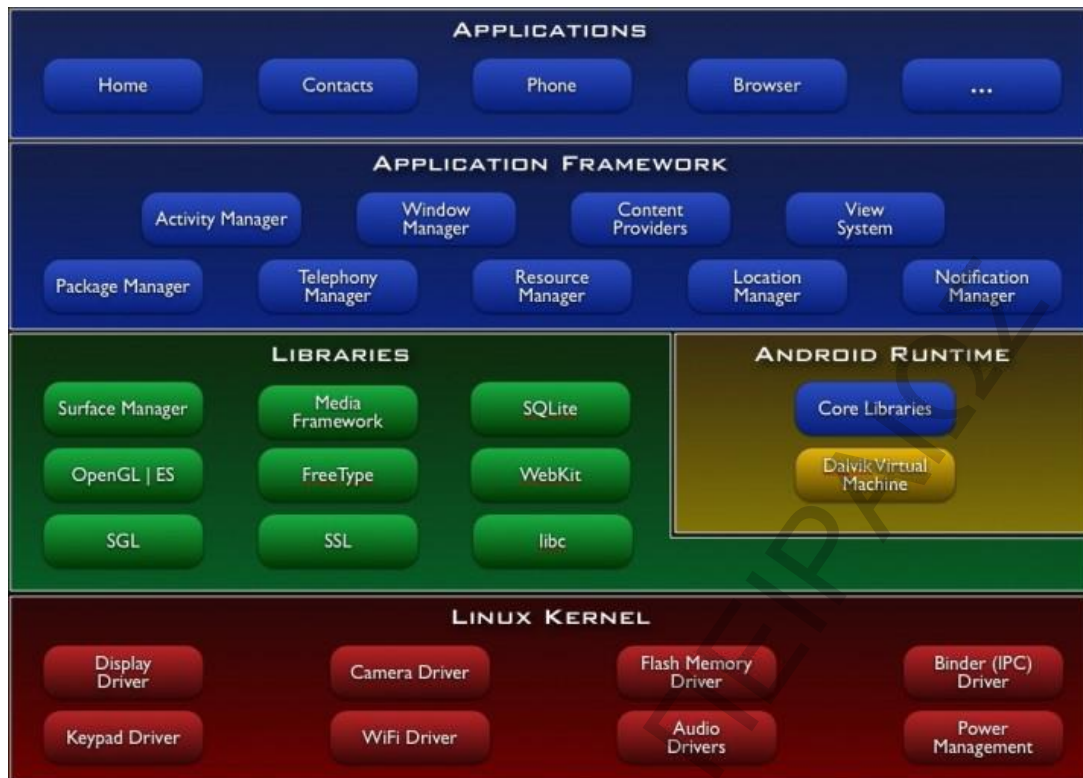 APPLICATIONS
Home
Contacts
Phone
Browser
...
APPLICATION FRAMEWORK
Activity Manager
Window
Manager
Content
Providers
View
System
Package Manager
Telephony
Manager
Resource
Manager
Location
Manager
Notification
Manager
LIBRARIES
Surface Manager
Media
Framework
SQLite
OpenGL | ES
FreeType
WebKit
SGL
SSL
libc
ANDROID RUNTIME
Core Libraries
Dalvik Virtual
Machine
LINUX KERNEL
Display
Driver
Camera Driver
Flash Memory
Driver
Binder (IPC)
Driver
Keypad Driver
WiFi Driver
Audio
Drivers
Power
Management